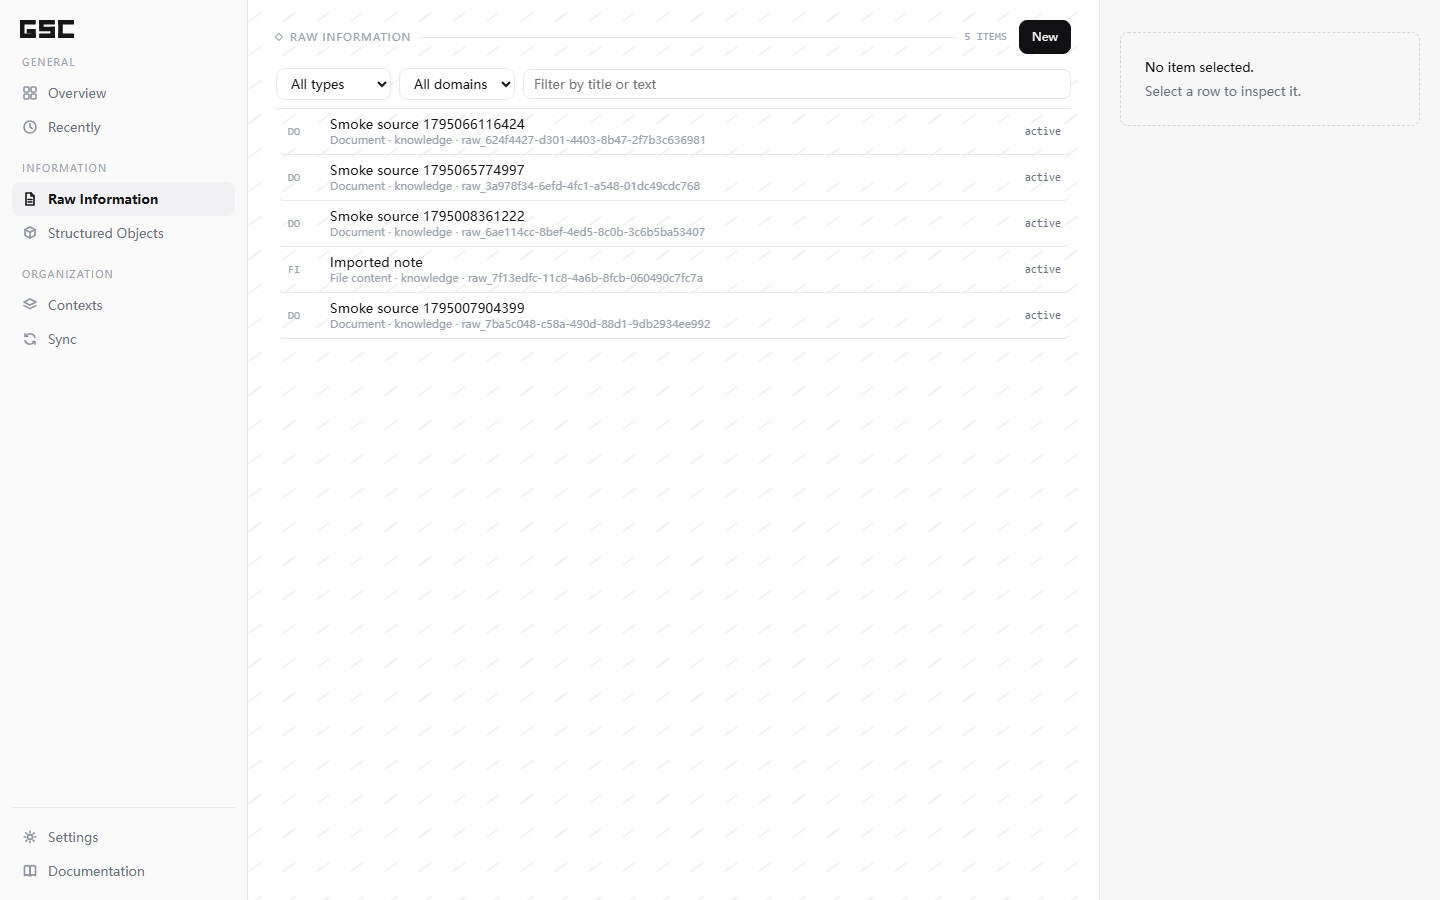 GSC
GENERAL
Overview
Recently
INFORMATION
Raw Information
Structured Objects
ORGANIZATION
Contexts
Sync
Settings
Documentation
RAW INFORMATION
5 ITEMS
New
All types
All domains
Filter by title or text
DO
Smoke source 1795066116424
Document · knowledge · raw_624f4427-d301-4403-8b47-2f7b3c636981
active
DO
Smoke source 1795065774997
Document · knowledge · raw_3a978f34-6efd-4fc1-a548-01dc49cdc768
active
DO
Smoke source 1795008361222
Document · knowledge · raw_6ae114cc-8bef-4ed5-8c0b-3c6b5ba53407
active
FI
Imported note
File content · knowledge · raw_7f13edfc-11c8-4a6b-8fcb-060490c7fc7a
active
DO
Smoke source 1795007904399
Document · knowledge · raw_7ba5c048-c58a-490d-88d1-9db2934ee992
active
No item selected.
Select a row to inspect it.